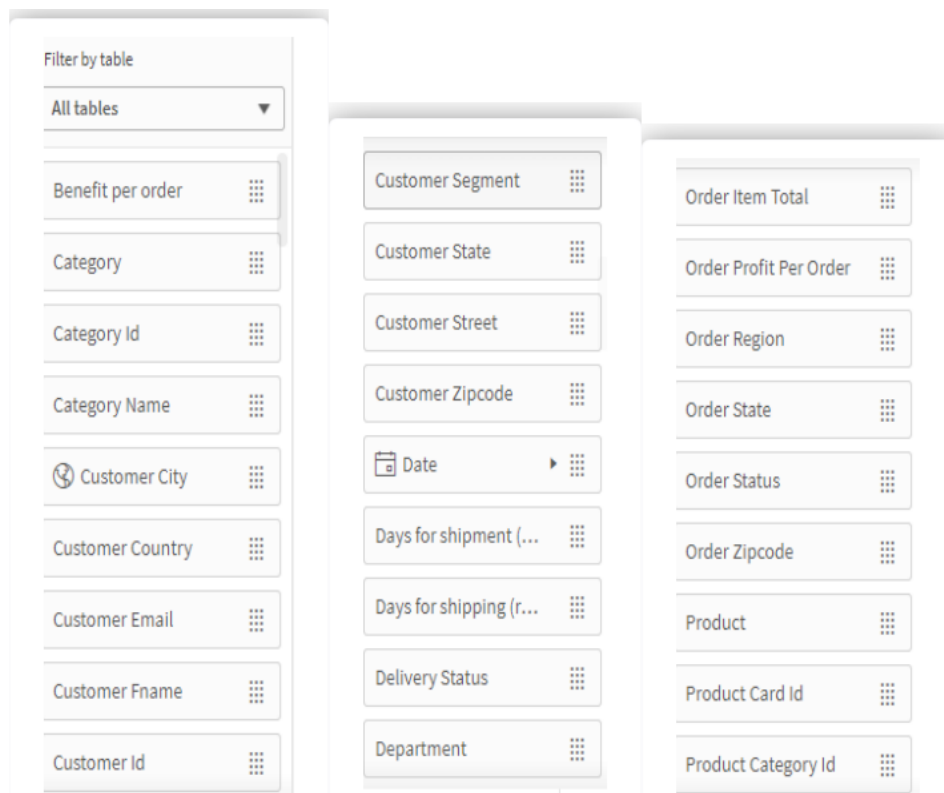 Filter by table
All tables
Benefit per order
Category
Category Id
Category Name
Customer City
Customer Country
Customer Email
Customer Fname
Customer Id
Customer Segment
Customer State
Customer Street
Customer Zipcode
Date
Days for shipment (...
Days for shipping (r...
Delivery Status
Department
Order Item Total
Order Profit Per Order
Order Region
Order State
Order Status
Order Zipcode
Product
Product Card Id
Product Category Id